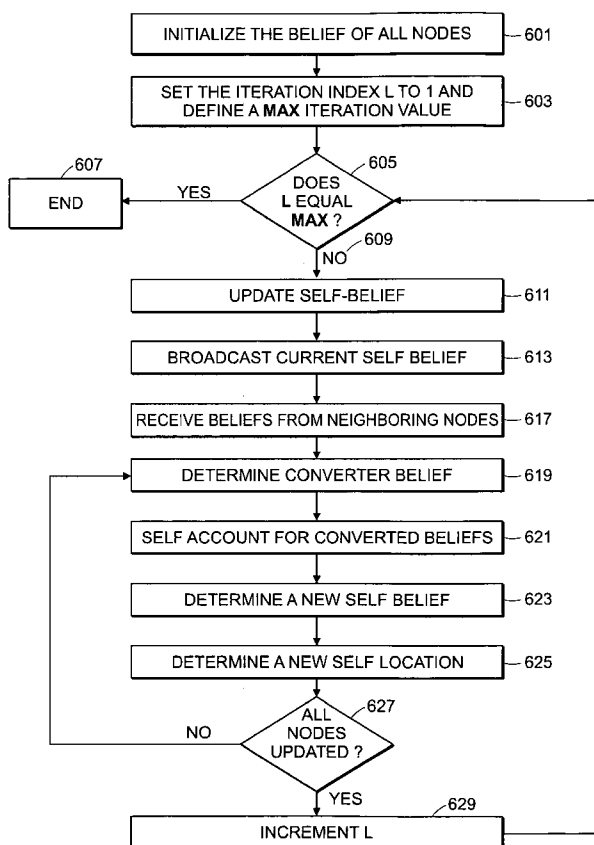 INITIALIZE THE BELIEF OF ALL NODES
601
SET THE ITERATION INDEX L TO 1 AND
DEFINE A MAX ITERATION VALUE
603
607
END
YES
605
DOES
L EQUAL
MAX ?
609
NO
UPDATE SELF-BELIEF
611
BROADCAST CURRENT SELF BELIEF
613
RECEIVE BELIEFS FROM NEIGHBORING NODES
617
DETERMINE CONVERTER BELIEF
619
SELF ACCOUNT FOR CONVERTED BELIEFS
621
DETERMINE A NEW SELF BELIEF
623
DETERMINE A NEW SELF LOCATION
625
627
ALL
NODES
UPDATED ?
NO
YES
629
INCREMENT L